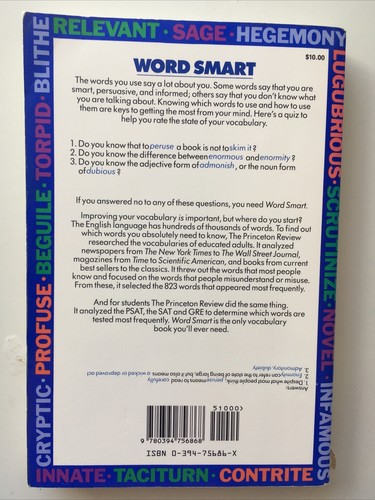 RELEVANT · SAGE · HEGEMONY
LUGUBRIOUS · SCRUTINIZE · NOVEL · INFAMOUS
CRYPTIC · PROFUSE · BEGUILE · TORPID · BLITHE
$10.00
WORD SMART
The words you use say a lot about you. Some words say that you are
smart, persuasive, and informed; others say that you don't know what
you are talking about. Knowing which words to use and how to use
them are keys to getting the most from your mind. Here's a quiz to
help you rate the state of your vocabulary.
1. Do you know that to peruse a book is not to skim it?
2. Do you know the difference between enormous and enormity?
3. Do you know the adjective form of admonish, or the noun form
of dubious?
If you answered no to any of these questions, you need Word Smart.
Improving your vocabulary is important, but where do you start?
The English language has hundreds of thousands of words. To find out
which words you absolutely need to know, The Princeton Review
researched the vocabularies of educated adults. It analyzed
newspapers from The New York Times to The Wall Street Journal,
magazines from Time to Scientific American, and books from current
best sellers to the classics. It threw out the words that most people
know and focused on the words that people misunderstand or misuse.
From these, it selected the 823 words that appeared most frequently.
And for students The Princeton Review did the same thing.
It analyzed the PSAT, the SAT and GRE to determine which words are
tested most frequently. Word Smart is the only vocabulary
book you'll ever need.
Answers:
1. Despite what most people think, peruse means to read carefully
2. Enormity can refer to the state of being large, but it also means a wicked or depraved act
3. Admonitory, dubiety
51000
9 780394 756868
ISBN 0-394-75686-X
INNATE · TACITURN · CONTRITE